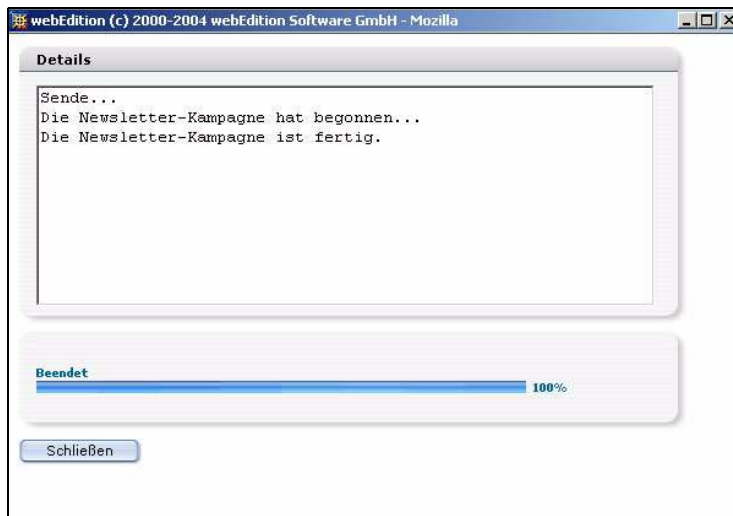 webEdition (c) 2000-2004 webEdition Software GmbH - Mozilla
Details
Sende...
Die Newsletter-Kampagne hat begonnen...
Die Newsletter-Kampagne ist fertig.
Beendet
100%
Schließen